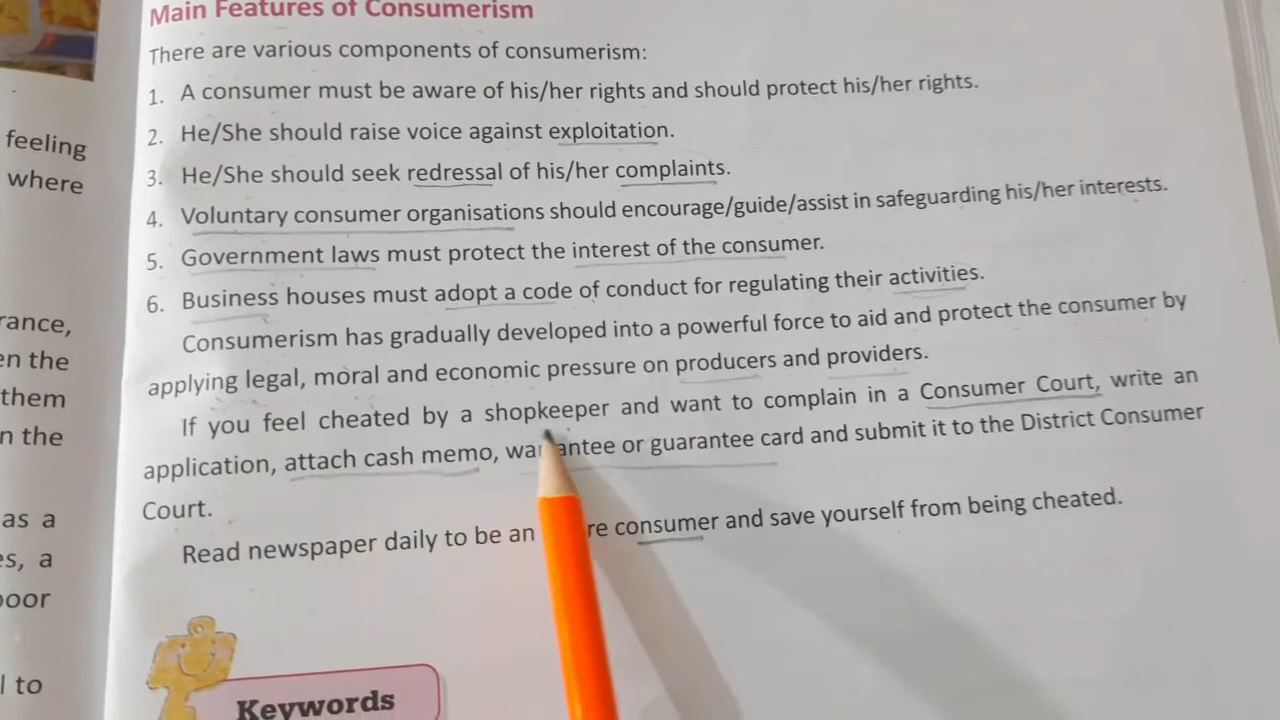 Main Features of Consumerism
There are various components of consumerism:
1. A consumer must be aware of his/her rights and should protect his/her rights.
2. He/She should raise voice against exploitation.
3. He/She should seek redressal of his/her complaints.
4. Voluntary consumer organisations should encourage/guide/assist in safeguarding his/her interests.
5. Government laws must protect the interest of the consumer.
6. Business houses must adopt a code of conduct for regulating their activities.
Consumerism has gradually developed into a powerful force to aid and protect the consumer by
applying legal, moral and economic pressure on producers and providers.
If you feel cheated by a shopkeeper and want to complain in a Consumer Court, write an
application, attach cash memo, warrantee or guarantee card and submit it to the District Consumer
Court.
Read newspaper daily to be an consumer and save yourself from being cheated.
Keywords
feeling
where
en the
them
n the
as a
es, a
l to